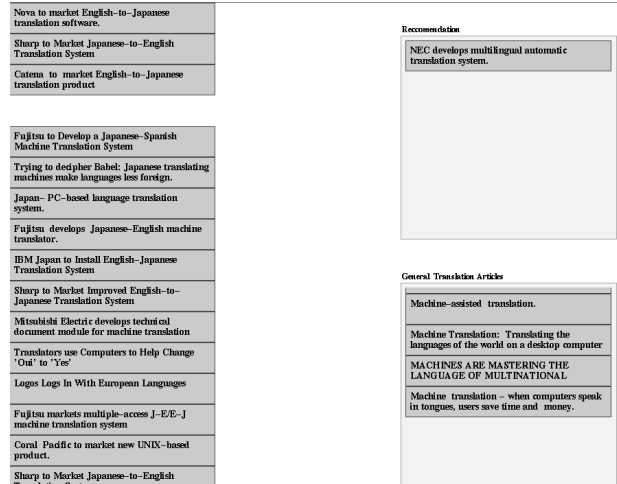 Nova to market English-to-Japanese
translation software.
Sharp to Market Japanese-to-English
Translation System
Catena to market English-to-Japanese
translation product
Fujitsu to Develop a Japanese-Spanish
Machine Translation System
Trying to decipher Babel: Japanese translating
machines make languages less foreign.
Japan- PC-based language translation
system.
Fujitsu develops Japanese-English machine
translator.
IBM Japan to Install English-Japanese
Translation System
Sharp to Market Improved English-to-
Japanese Translation System
Mitsubishi Electric develops technical
document module for machine translation
Translators use Computers to Help Change
'Oui' to 'Yes'
Logos Logs In With European Languages
Fujitsu markets multiple-access J-E/E-J
machine translation system
Coral Pacific to market new UNIX-based
product.
Sharp to Market Japanese-to-English
Reccomendation
NEC develops multilingual automatic
translation system.
General Translation Articles
Machine-assisted translation.
Machine Translation: Translating the
languages of the world on a desktop computer
MACHINES ARE MASTERING THE
LANGUAGE OF MULTINATIONAL
Machine translation - when computers speak
in tongues, users save time and money.